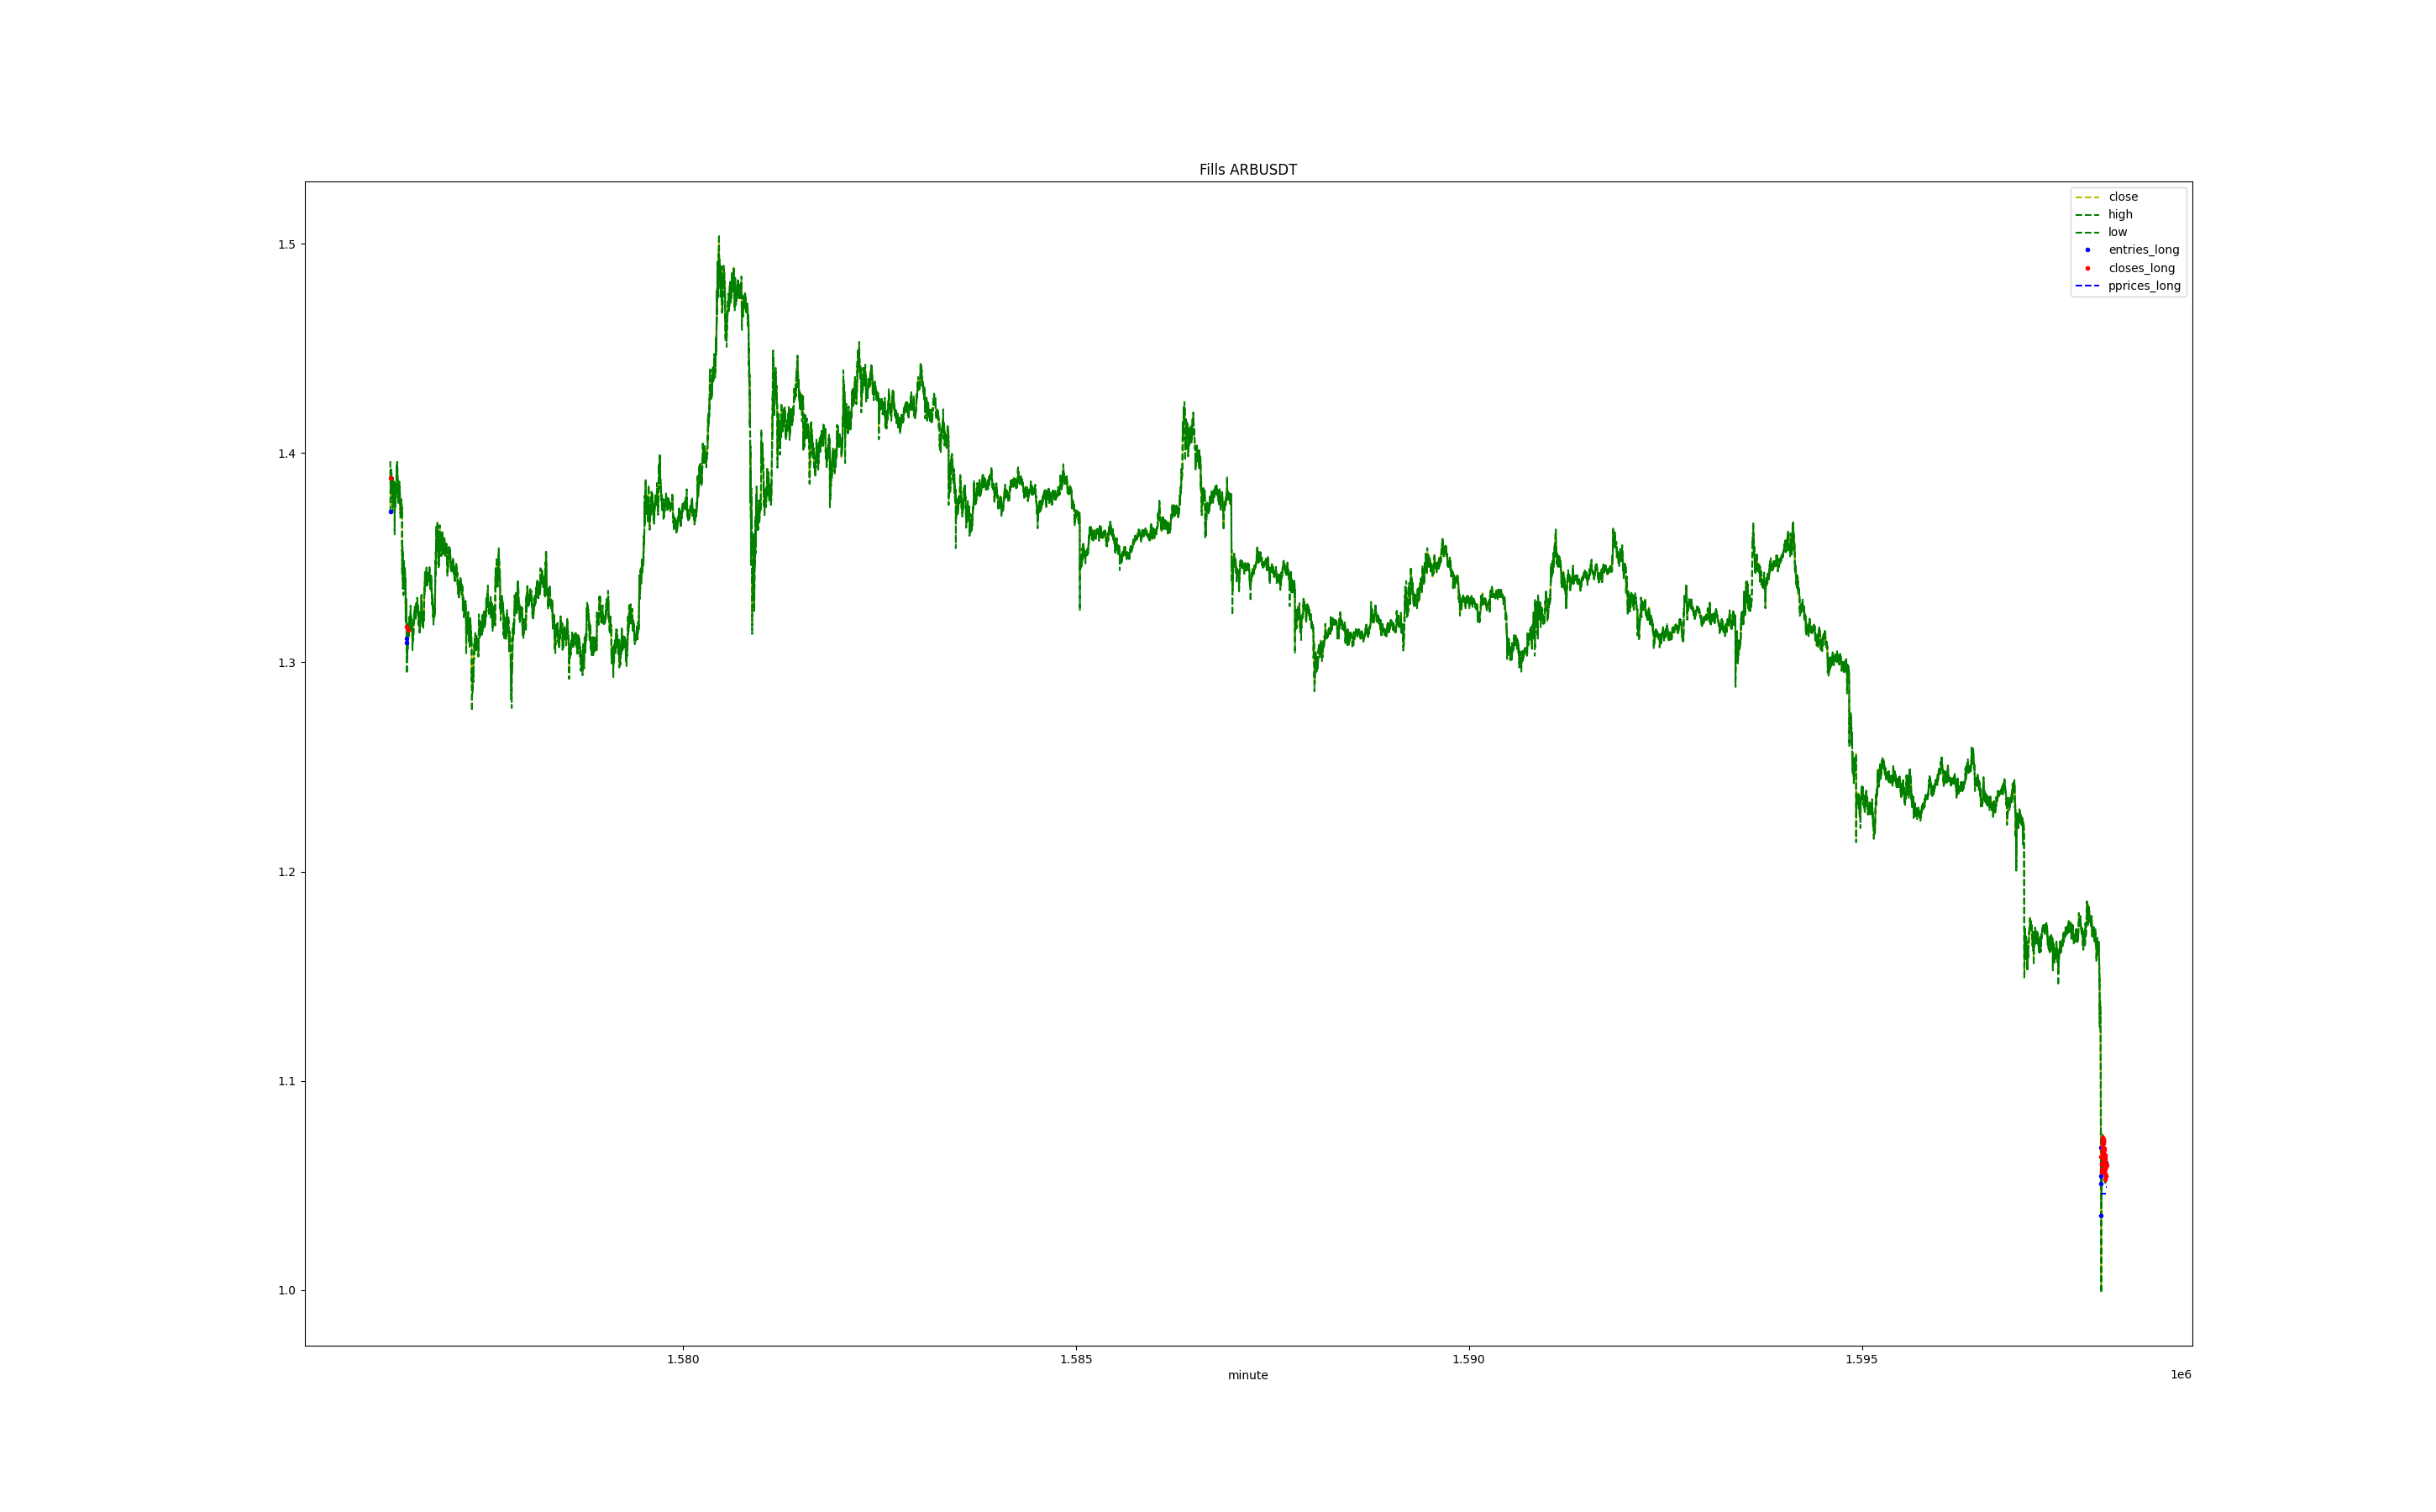 Fills ARBUSDT
close
high
low
entries_long
closes_long
pprices_long
1.5
1.4
1.3
1.2
1.1
1.0
1.580
1.585
1.590
1.595
minute
1e6